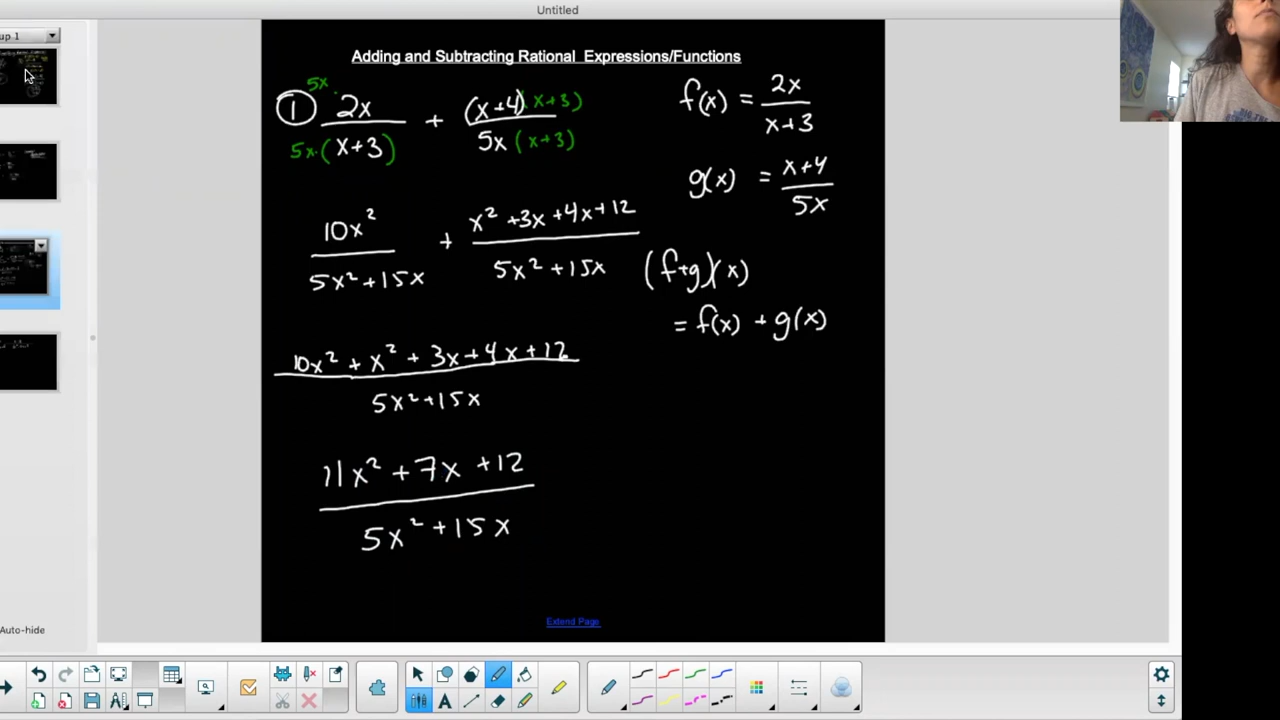 Untitled
up 1
Adding and Subtracting Rational Expressions/Functions
① 5x· 2x / 5x·(x+3) + (x+4)(x+3) / 5x(x+3)
10x² / 5x²+15x + x²+3x+4x+12 / 5x²+15x
10x² + x² + 3x+4x+12 / 5x²+15x
11x² + 7x +12 / 5x²+15x
f(x) = 2x / x+3
g(x) = x+4 / 5x
(f+g)(x)
= f(x) + g(x)
Extend Page
Auto-hide